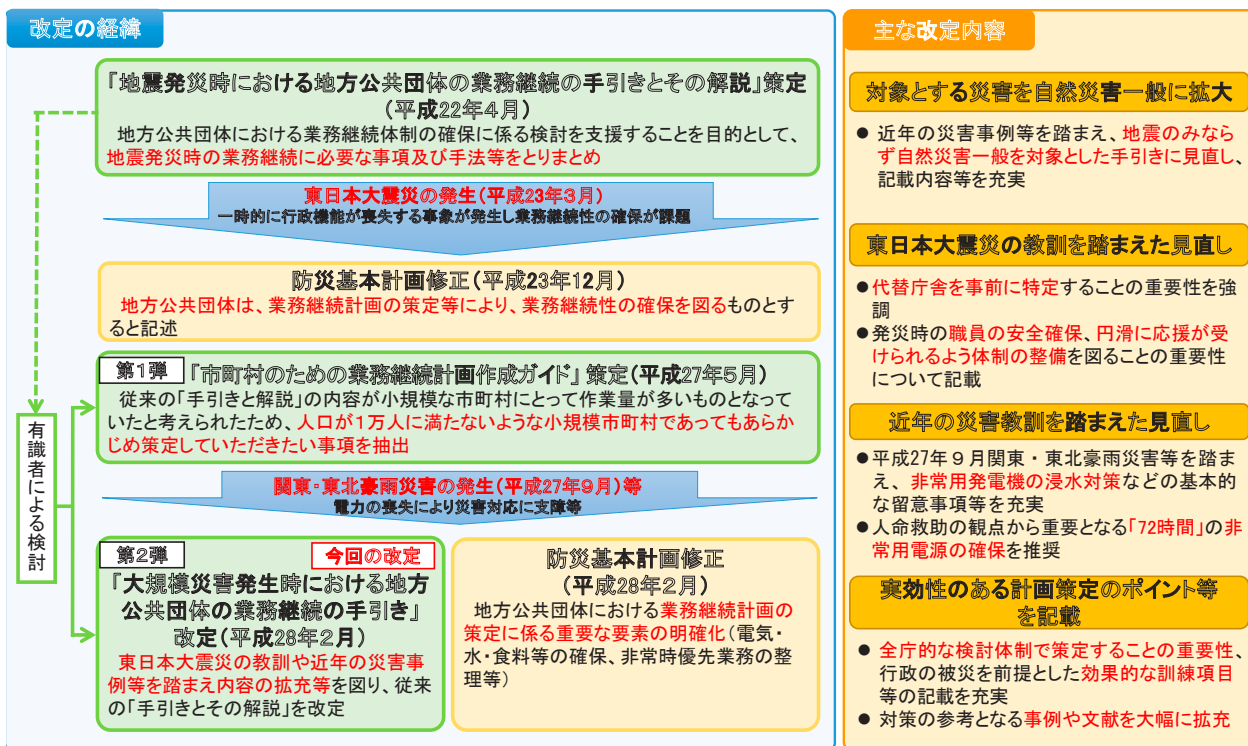 改定の経緯
『地震発災時における地方公共団体の業務継続の手引きとその解説』策定
(平成22年4月)
地方公共団体における業務継続体制の確保に係る検討を支援することを目的として、
地震発災時の業務継続に必要な事項及び手法等をとりまとめ
東日本大震災の発生(平成23年3月)
一時的に行政機能が喪失する事象が発生し業務継続性の確保が課題
防災基本計画修正(平成23年12月)
地方公共団体は、業務継続計画の策定等により、業務継続性の確保を図るものとす
ると記述
第1弾
『市町村のための業務継続計画作成ガイド』 策定(平成27年5月)
従来の「手引きと解説」の内容が小規模な市町村にとって作業量が多いものとなって
いたと考えられたため、人口が1万人に満たないような小規模市町村であってもあらか
じめ策定していただきたい事項を抽出
関東・東北豪雨災害の発生(平成27年9月)等
電力の喪失により災害対応に支障等
有識者による検討
第2弾
今回の改定
『大規模災害発生時における地方
公共団体の業務継続の手引き』
改定(平成28年2月)
東日本大震災の教訓や近年の災害事
例等を踏まえ内容の拡充等を図り、従来
の「手引きとその解説」を改定
防災基本計画修正
(平成28年2月)
地方公共団体における業務継続計画の
策定に係る重要な要素の明確化(電気・
水・食料等の確保、非常時優先業務の整
理等)
主な改定内容
対象とする災害を自然災害一般に拡大
● 近年の災害事例等を踏まえ、地震のみなら
ず自然災害一般を対象とした手引きに見直し、
記載内容等を充実
東日本大震災の教訓を踏まえた見直し
●代替庁舎を事前に特定することの重要性を強
調
●発災時の職員の安全確保、円滑に応援が受
けられるよう体制の整備を図ることの重要性
について記載
近年の災害教訓を踏まえた見直し
●平成27年9月関東・東北豪雨災害等を踏ま
え、非常用発電機の浸水対策などの基本的
な留意事項等を充実
●人命救助の観点から重要となる「72時間」の非
常用電源の確保を推奨
実効性のある計画策定のポイント等
を記載
● 全庁的な検討体制で策定することの重要性、
行政の被災を前提とした効果的な訓練項目
等の記載を充実
● 対策の参考となる事例や文献を大幅に拡充